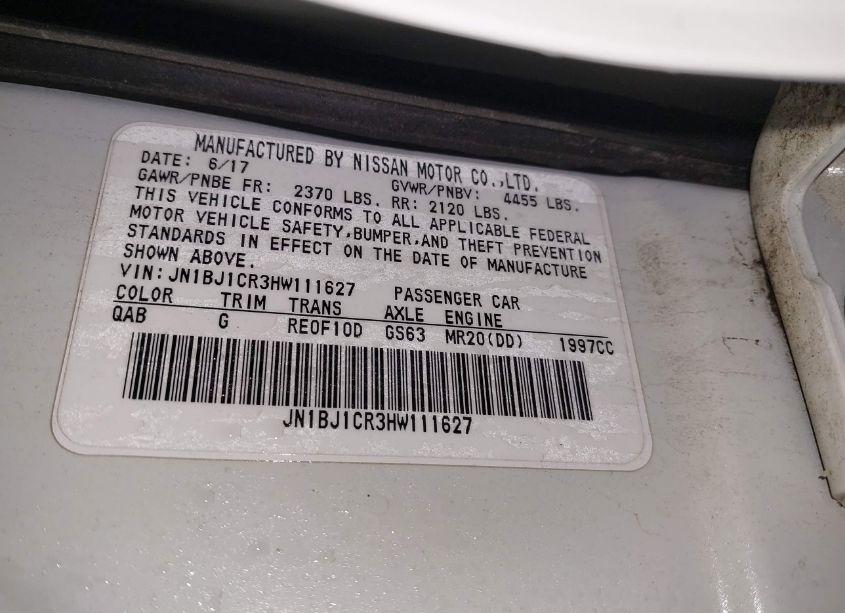 MANUFACTURED BY NISSAN MOTOR CO.,LTD.
DATE: 6/17 GVWR/PNBV: 4455 LBS.
GAWR/PNBE FR: 2370 LBS. RR: 2120 LBS.
THIS VEHICLE CONFORMS TO ALL APPLICABLE FEDERAL
MOTOR VEHICLE SAFETY,BUMPER,AND THEFT PREVENTION
STANDARDS IN EFFECT ON THE DATE OF MANUFACTURE
SHOWN ABOVE.
VIN: JN1BJ1CR3HW111627 PASSENGER CAR
COLOR TRIM TRANS AXLE ENGINE
QAB G RE0F10D GS63 MR20(DD) 1997CC
JN1BJ1CR3HW111627